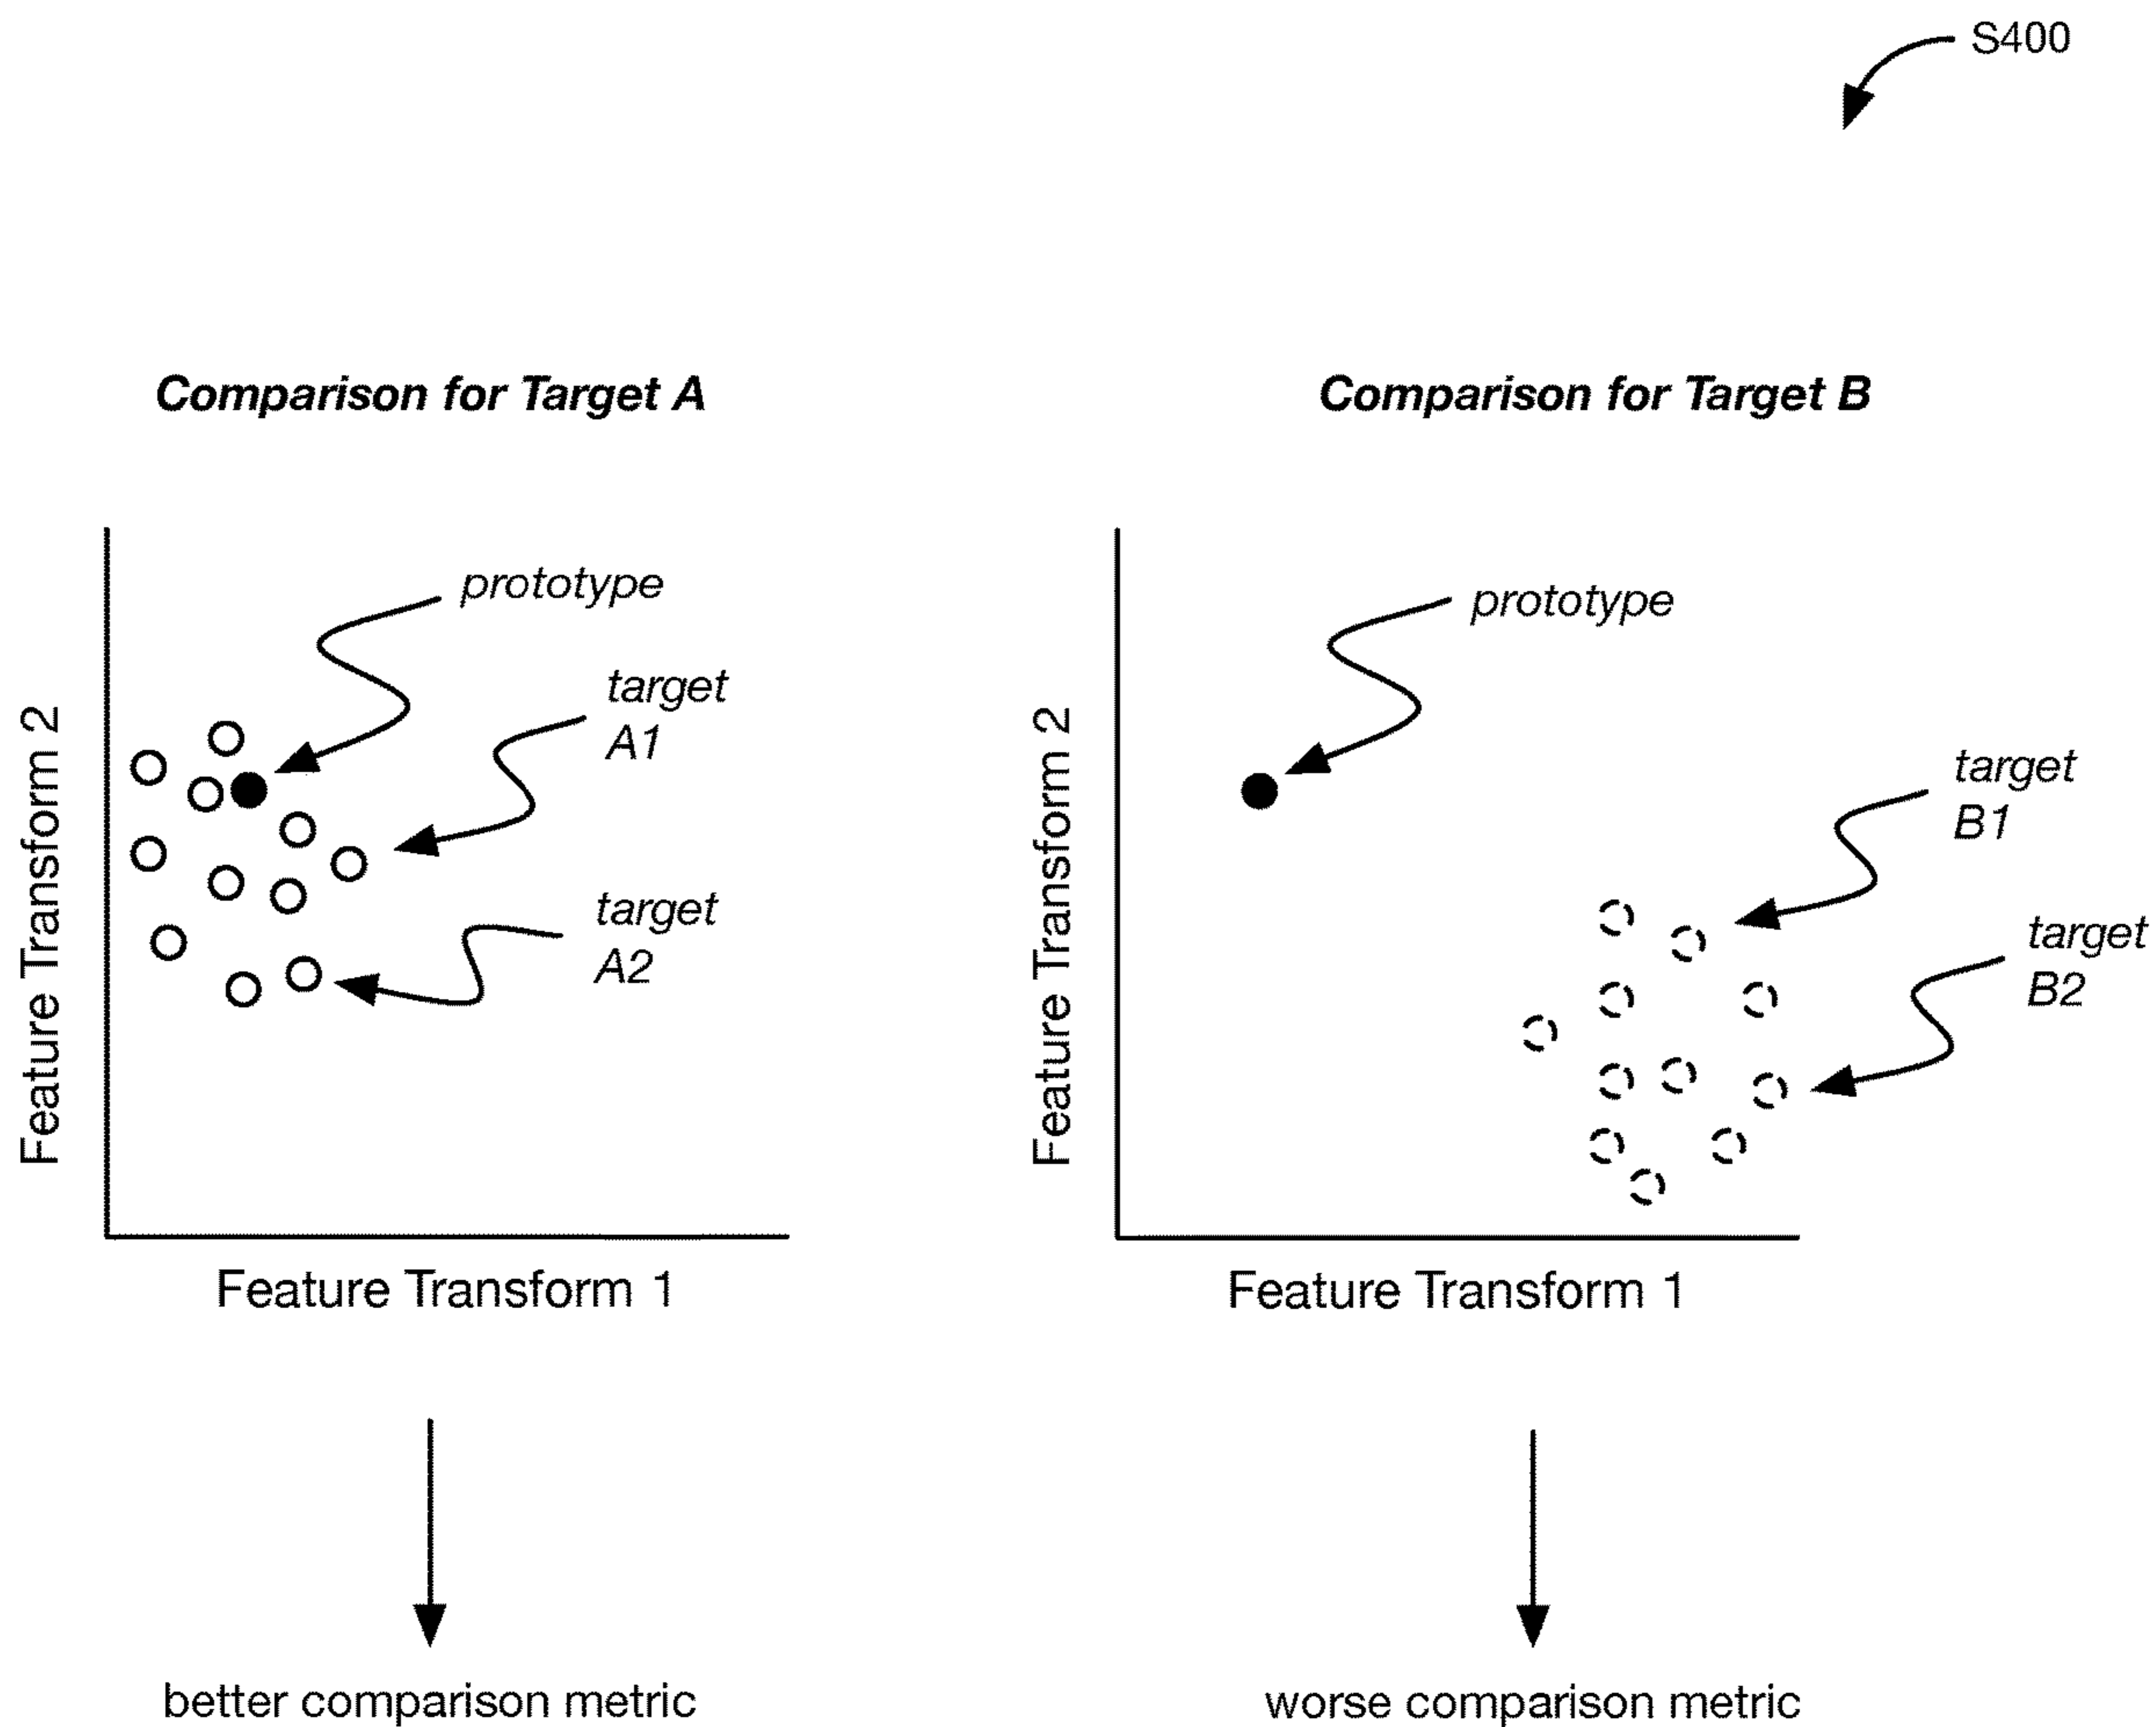 S400
Comparison for Target A
Comparison for Target B
prototype
target
A1
target
A2
Feature Transform 2
Feature Transform 1
prototype
target
B1
target
B2
Feature Transform 2
Feature Transform 1
better comparison metric
worse comparison metric